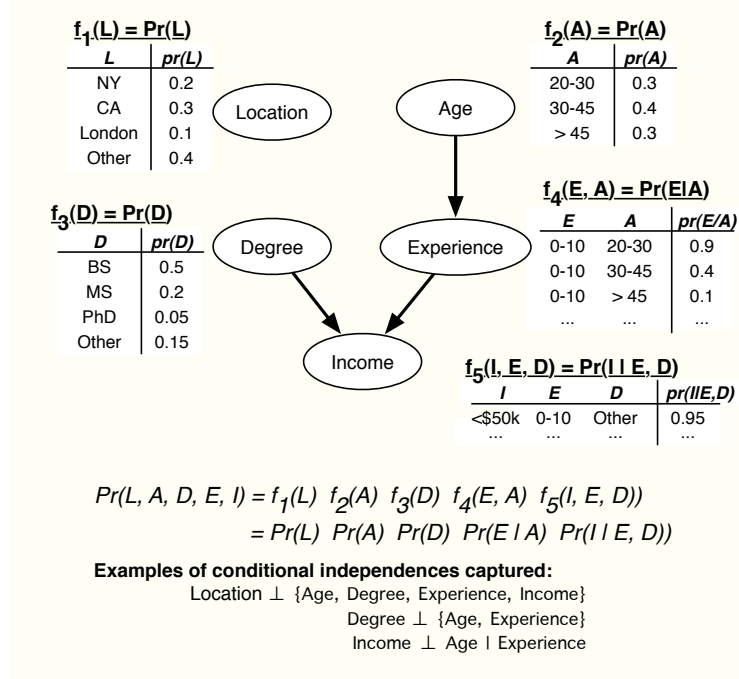 f1(L) = Pr(L)
L pr(L)
NY 0.2
CA 0.3
London 0.1
Other 0.4
Location
Age
f2(A) = Pr(A)
A pr(A)
20-30 0.3
30-45 0.4
> 45 0.3
f3(D) = Pr(D)
D pr(D)
BS 0.5
MS 0.2
PhD 0.05
Other 0.15
Degree
Experience
f4(E, A) = Pr(E|A)
E A pr(E/A)
0-10 20-30 0.9
0-10 30-45 0.4
0-10 > 45 0.1
... ... ...
Income
f5(I, E, D) = Pr(I | E, D)
I E D pr(I|E,D)
<$50k 0-10 Other 0.95
... ... ... ...
Pr(L, A, D, E, I) = f1(L) f2(A) f3(D) f4(E, A) f5(I, E, D))
= Pr(L) Pr(A) Pr(D) Pr(E | A) Pr(I | E, D))
Examples of conditional independences captured:
Location ⊥ {Age, Degree, Experience, Income}
Degree ⊥ {Age, Experience}
Income ⊥ Age | Experience